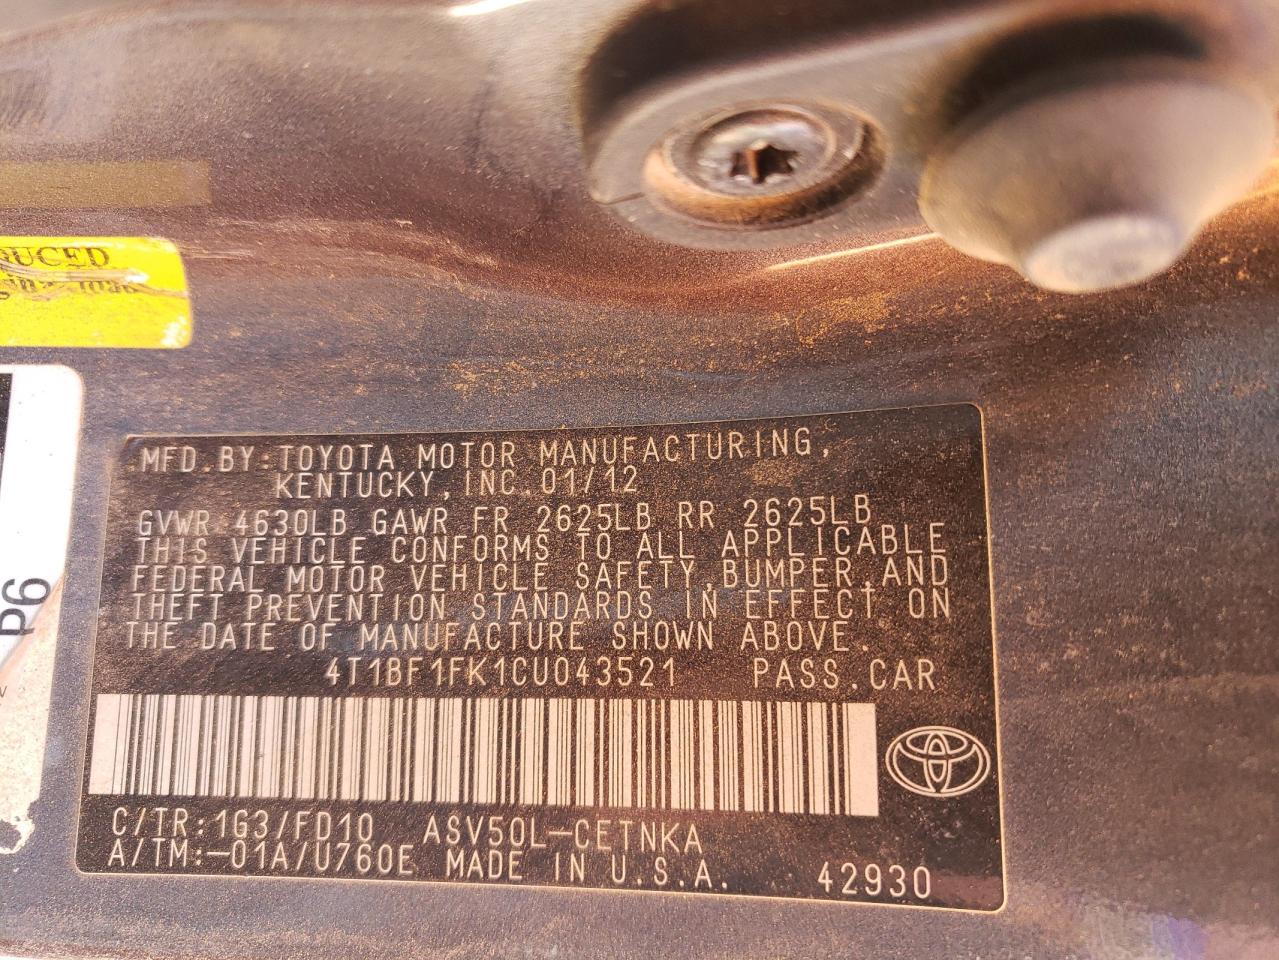 UCED
P6
MFD.BY:TOYOTA MOTOR MANUFACTURING,
KENTUCKY,INC.01/12
GVWR 4630LB GAWR FR 2625LB RR 2625LB
THIS VEHICLE CONFORMS TO ALL APPLICABLE
FEDERAL MOTOR VEHICLE SAFETY,BUMPER,AND
THEFT PREVENTION STANDARDS IN EFFECT ON
THE DATE OF MANUFACTURE SHOWN ABOVE.
4T1BF1FK1CU043521 PASS.CAR
C/TR:1G3/FD10 ASV50L-CETNKA
A/TM:-01A/U760E MADE IN U.S.A. 42930